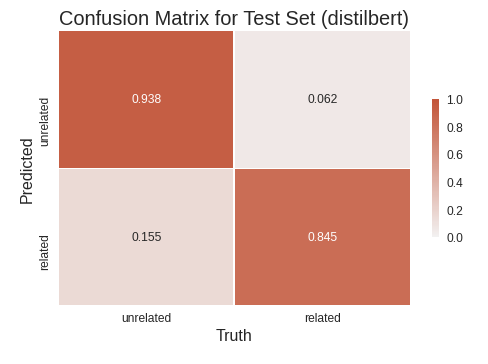 Confusion Matrix for Test Set (distilbert)
Predicted
unrelated
related
0.938
0.062
0.155
0.845
unrelated
related
Truth
1.0
0.8
0.6
0.4
0.2
0.0